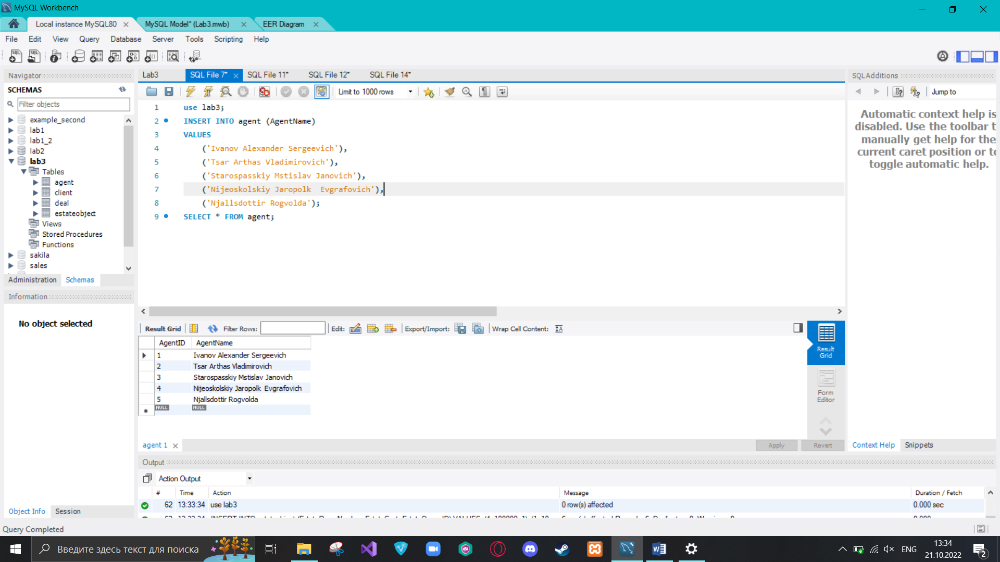 MySQL Workbench
Local instance MySQL80
MySQL Model* (Lab3.mwb)
EER Diagram
File Edit View Query Database Server Tools Scripting Help
Navigator
SCHEMAS
Filter objects
example_second
lab1
lab1_2
lab2
lab3
Tables
agent
client
deal
estateobject
Views
Stored Procedures
Functions
sakila
sales
Administration Schemas
Information
No object selected
Object Info Session
Lab3 SQL File 7* SQL File 11* SQL File 12* SQL File 14*
Limit to 1000 rows
1 use lab3;
2 INSERT INTO agent (AgentName)
3 VALUES
4 ('Ivanov Alexander Sergeevich'),
5 ('Tsar Arthas Vladimirovich'),
6 ('Starospasskiy Mstislav Janovich'),
7 ('Nijeoskolskiy Jaropolk  Evgrafovich'),
8 ('Njallsdottir Rogvolda');
9 SELECT * FROM agent;
Result Grid Filter Rows: Edit: Export/Import: Wrap Cell Content:
AgentID AgentName
1 Ivanov Alexander Sergeevich
2 Tsar Arthas Vladimirovich
3 Starospasskiy Mstislav Janovich
4 Nijeoskolskiy Jaropolk  Evgrafovich
5 Njallsdottir Rogvolda
NULL NULL
Result
Grid
Form
Editor
agent 1
Apply Revert
SQLAdditions
Jump to
Automatic context help is
disabled. Use the toolbar t
manually get help for the
current caret position or to
toggle automatic help.
Context Help Snippets
Output
Action Output
# Time Action Message Duration / Fetch
62 13:33:34 use lab3 0 row(s) affected 0.000 sec
Query Completed
Введите здесь текст для поиска
ENG
13:34
21.10.2022
2